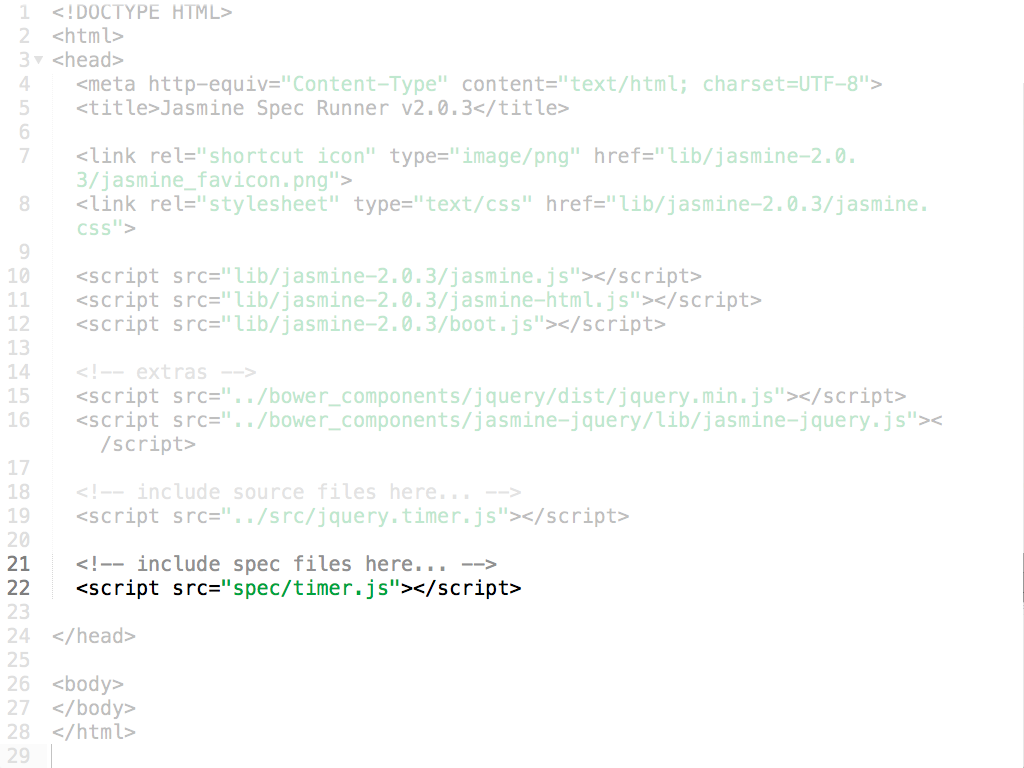 1 <!DOCTYPE HTML>
2 <html>
3 <head>
4 <meta http-equiv="Content-Type" content="text/html; charset=UTF-8">
5 <title>Jasmine Spec Runner v2.0.3</title>
6
7 <link rel="shortcut icon" type="image/png" href="lib/jasmine-2.0.
3/jasmine_favicon.png">
8 <link rel="stylesheet" type="text/css" href="lib/jasmine-2.0.3/jasmine.
css">
9
10 <script src="lib/jasmine-2.0.3/jasmine.js"></script>
11 <script src="lib/jasmine-2.0.3/jasmine-html.js"></script>
12 <script src="lib/jasmine-2.0.3/boot.js"></script>
13
14 <!-- extras -->
15 <script src="../bower_components/jquery/dist/jquery.min.js"></script>
16 <script src="../bower_components/jasmine-jquery/lib/jasmine-jquery.js"><
/script>
17
18 <!-- include source files here... -->
19 <script src="../src/jquery.timer.js"></script>
20
21 <!-- include spec files here... -->
22 <script src="spec/timer.js"></script>
23
24 </head>
25
26 <body>
27 </body>
28 </html>
29